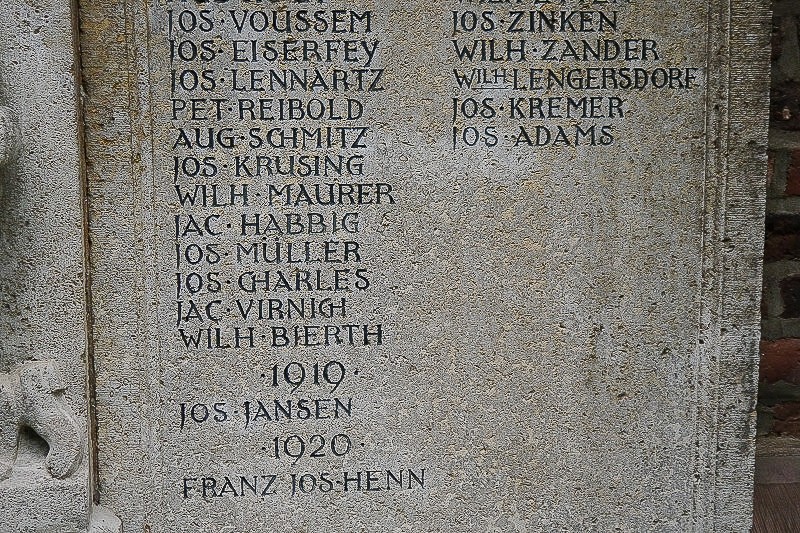 JOS·VOUSSEM
JOS·EISERFEY
JOS·LENNARTZ
PET·REIBOLD
AUG·SCHMITZ
JOS·KRUSING
WILH·MAURER
JAC·HABBIG
JOS·MÜLLER
JOS·CHARLES
JAC·VIRNICH
WILH·BIERTH
·1919·
JOS·JANSEN
·1920·
FRANZ JOS·HENN
JOS·ZINKEN
WILH·ZANDER
WILH·LENGERSDORF
JOS·KREMER
JOS·ADAMS